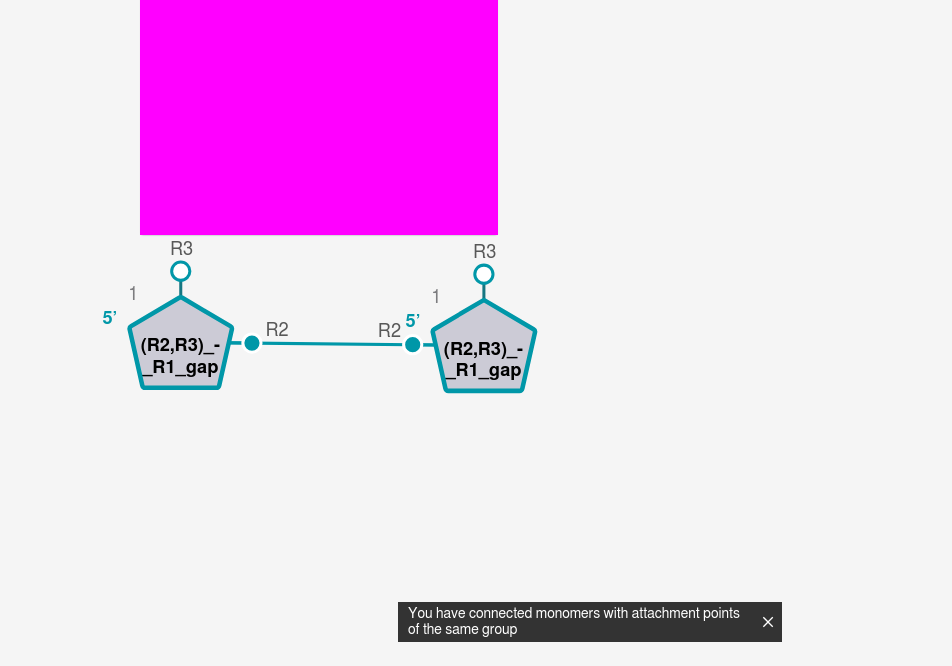 R3
R3
1
1
5’
5’
R2
R2
(R2,R3)_-
_R1_gap
(R2,R3)_-
_R1_gap
You have connected monomers with attachment points
of the same group